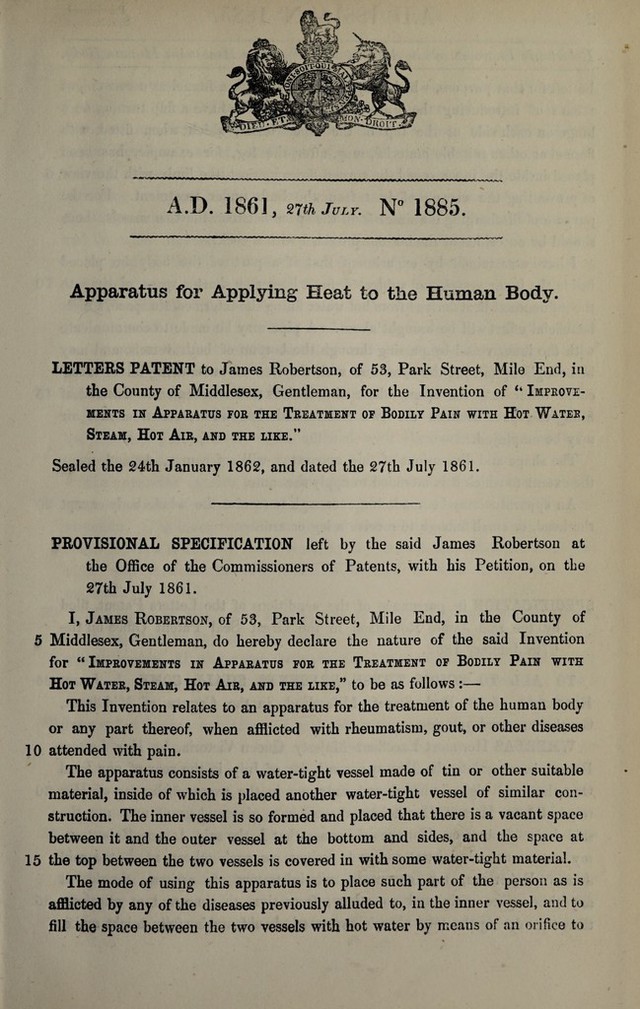 HONI SOIT QUI MAL Y PENSE
DIEU ET MON DROIT
A.D. 1861, 27th JULY. Nº 1885.
Apparatus for Applying Heat to the Human Body.
LETTERS PATENT to James Robertson, of 53, Park Street, Mile End, in
the County of Middlesex, Gentleman, for the Invention of “IMPROVE-
MENTS IN APPARATUS FOR THE TREATMENT OF BODILY PAIN WITH HOT WATER,
STEAM, HOT AIR, AND THE LIKE.”
Sealed the 24th January 1862, and dated the 27th July 1861.
PROVISIONAL SPECIFICATION left by the said James Robertson at
the Office of the Commissioners of Patents, with his Petition, on the
27th July 1861.
I, JAMES ROBERTSON, of 53, Park Street, Mile End, in the County of
5 Middlesex, Gentleman, do hereby declare the nature of the said Invention
for “IMPROVEMENTS IN APPARATUS FOR THE TREATMENT OF BODILY PAIN WITH
HOT WATER, STEAM, HOT AIR, AND THE LIKE,” to be as follows:—
This Invention relates to an apparatus for the treatment of the human body
or any part thereof, when afflicted with rheumatism, gout, or other diseases
10 attended with pain.
The apparatus consists of a water-tight vessel made of tin or other suitable
material, inside of which is placed another water-tight vessel of similar con-
struction. The inner vessel is so formed and placed that there is a vacant space
between it and the outer vessel at the bottom and sides, and the space at
15 the top between the two vessels is covered in with some water-tight material.
The mode of using this apparatus is to place such part of the person as is
afflicted by any of the diseases previously alluded to, in the inner vessel, and to
fill the space between the two vessels with hot water by means of an orifice to